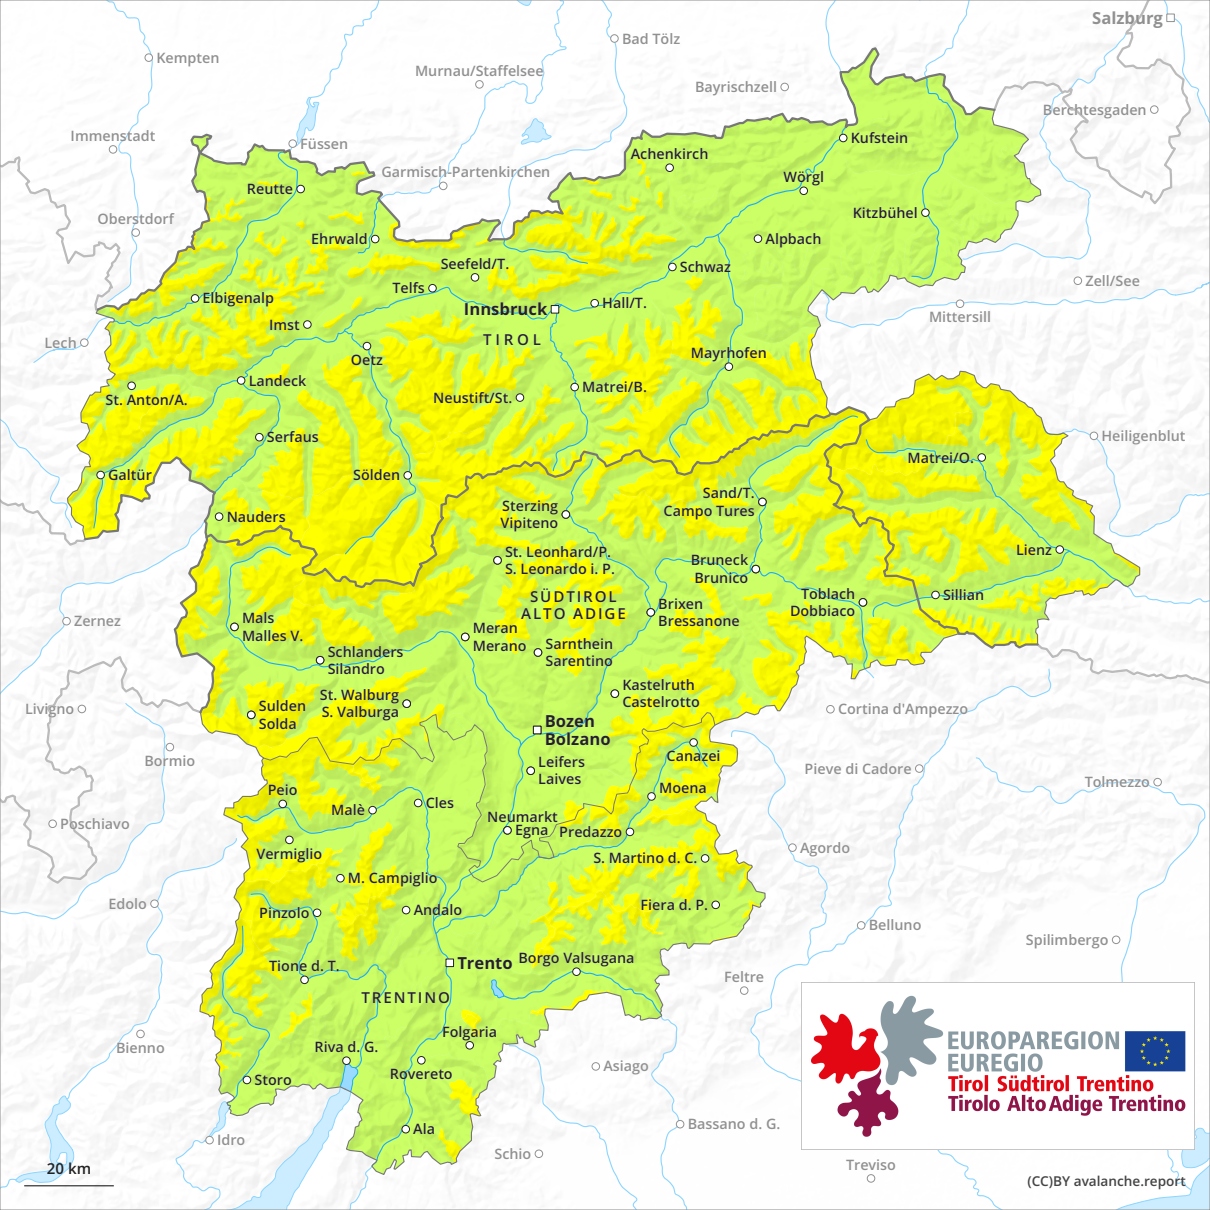 Salzburg
Bad Tölz
Kempten
Murnau/Staffelsee
Bayrischzell
Berchtesgaden
Immenstadt
Kufstein
Füssen
Achenkirch
Garmisch-Partenkirchen
Wörgl
Reutte
Oberstdorf
Kitzbühel
Ehrwald
Alpbach
Seefeld/T.
Schwaz
Zell/See
Telfs
Elbigenalp
Hall/T.
Innsbruck
Mittersill
Imst
TIROL
Lech
Oetz
Mayrhofen
Landeck
Matrei/B.
St. Anton/A.
Neustift/St.
Serfaus
Heiligenblut
Matrei/O.
Galtür
Sölden
Sand/T.
Campo Tures
Sterzing
Vipiteno
Nauders
Lienz
St. Leonhard/P.
S. Leonardo i. P.
Bruneck
Brunico
SÜDTIROL
ALTO ADIGE
Toblach
Dobbiaco
Sillian
Brixen
Bressanone
Zernez
Mals
Malles V.
Meran
Merano
Sarnthein
Sarentino
Schlanders
Silandro
Kastelruth
Castelrotto
St. Walburg
S. Valburga
Livigno
Sulden
Solda
Cortina d'Ampezzo
Bozen
Bolzano
Bormio
Canazei
Leifers
Laives
Pieve di Cadore
Tolmezzo
Peio
Moena
Malè
Cles
Neumarkt
Egna
Predazzo
Poschiavo
Vermiglio
S. Martino d. C.
Agordo
M. Campiglio
Edolo
Pinzolo
Andalo
Fiera d. P.
Belluno
Spilimbergo
Trento
Borgo Valsugana
Tione d. T.
Feltre
TRENTINO
Folgaria
Bienno
Riva d. G.
Rovereto
Asiago
Storo
EUROPAREGION
EUREGIO
Tirol Südtirol Trentino
Tirolo Alto Adige Trentino
Ala
Bassano d. G.
Idro
Schio
20 km
Treviso
(CC)BY avalanche.report